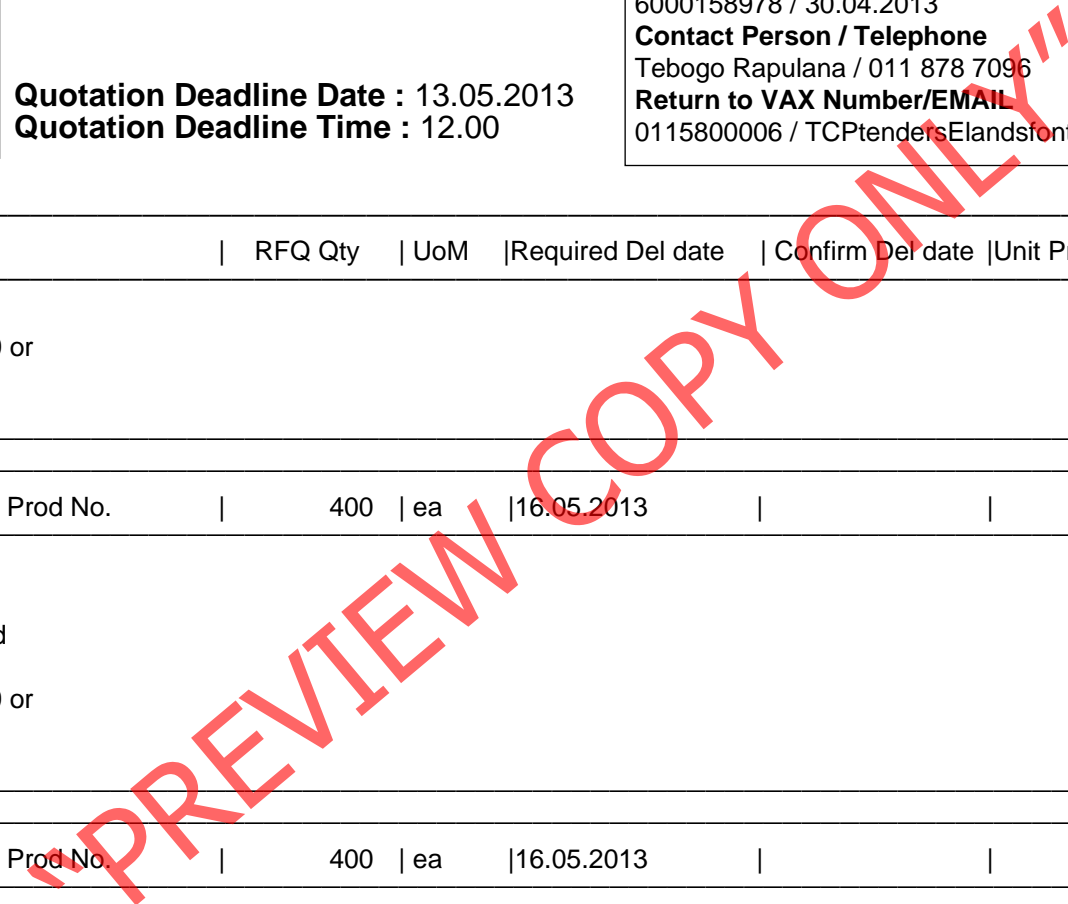 6000158978 / 30.04.2013
Contact Person / Telephone
Tebogo Rapulana / 011 878 7096
Quotation Deadline Date : 13.05.2013
Return to VAX Number/EMAIL
Quotation Deadline Time : 12.00
0115800006 / TCPtendersElandsfont
| RFQ Qty | UoM |Required Del date | Confirm Del date |Unit Pr
or
Prod No. | 400 | ea |16.05.2013 | |
or
Prod No. | 400 | ea |16.05.2013 | |
"PREVIEW COPY ONLY"